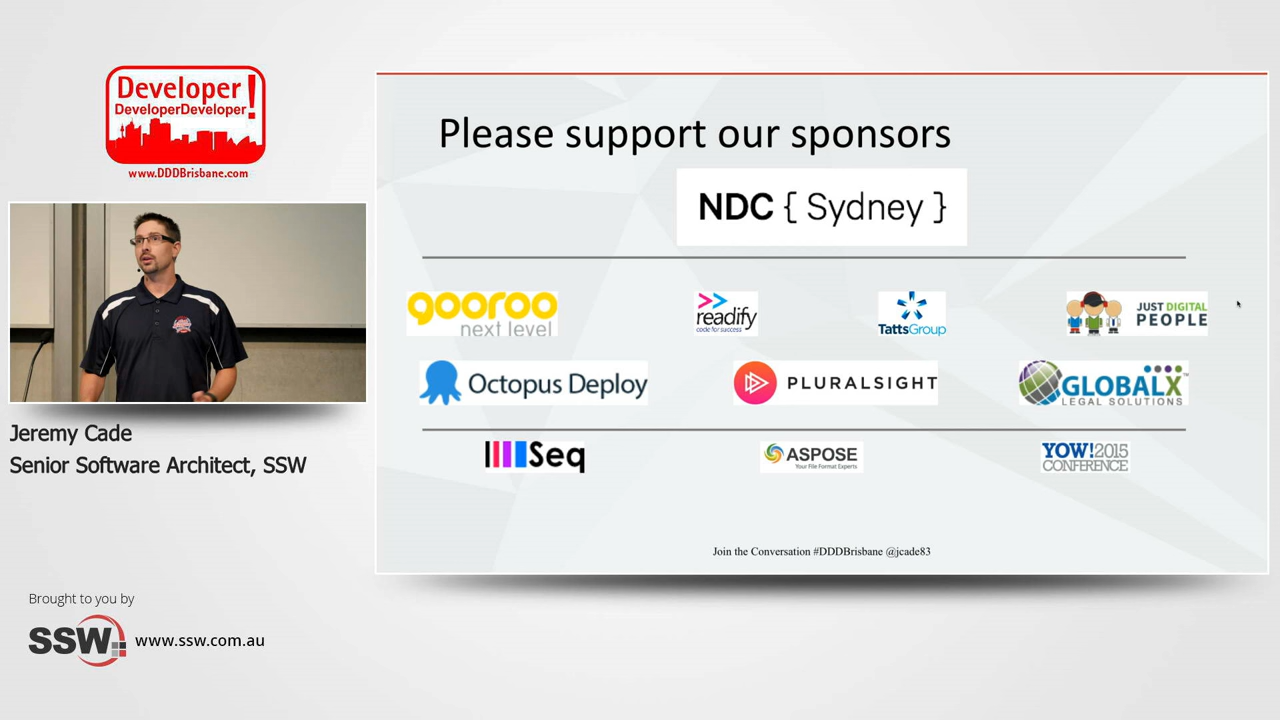 Developer!
DeveloperDeveloper
www.DDDBrisbane.com
Jeremy Cade
Senior Software Architect, SSW
Brought to you by
SSW
www.ssw.com.au
Please support our sponsors
NDC { Sydney }
gooroo
next level
readify
code for success
TattsGroup
JUST DIGITAL
PEOPLE
Octopus Deploy
PLURALSIGHT
GLOBALX™
LEGAL SOLUTIONS
Seq
ASPOSE
Your File Format Experts
YOW!2015
CONFERENCE
Join the Conversation #DDDBrisbane @jcade83